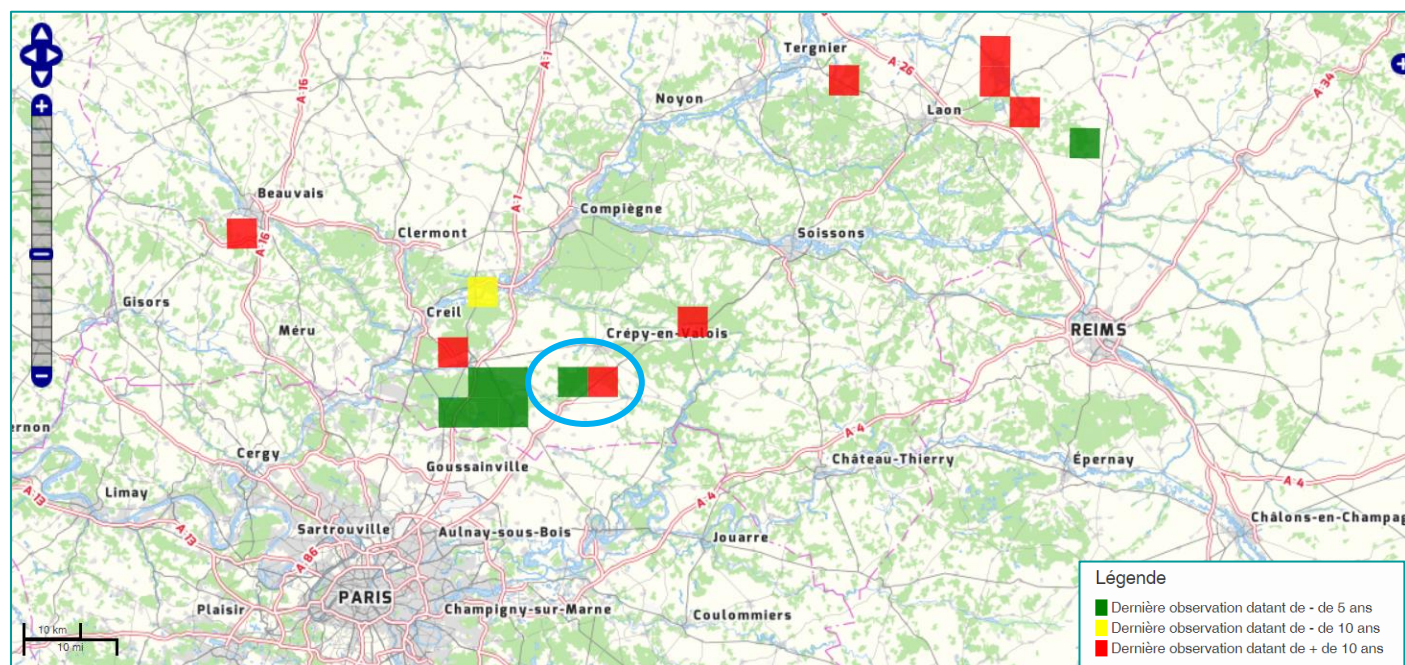 Tergnier
A 26
A 1
A 16
Noyon
Laon
A 34
Beauvais
A 1
Compiègne
Clermont
Soissons
A 16
Gisors
Creil
Méru
Crépy-en-Valois
REIMS
ernon
A 4
Cergy
Goussainville
Château-Thierry
Épernay
Limay
A 13
A 4
A 4
Sartrouville
Aulnay-sous-Bois
Jouarre
Châlons-en-Champag
A 13
A 86
PARIS
Plaisir
Champigny-sur-Marne
Coulommiers
10 km
10 mi
Légende
Dernière observation datant de - de 5 ans
Dernière observation datant de - de 10 ans
Dernière observation datant de + de 10 ans